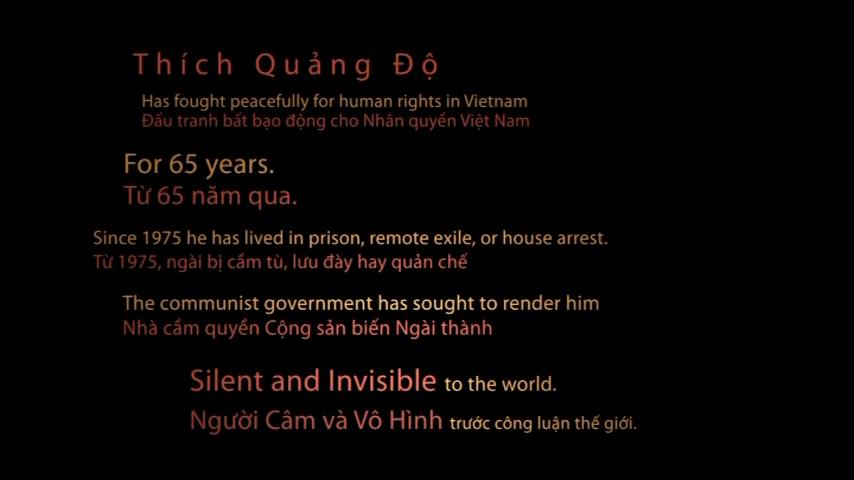 Thích Quảng Độ
Has fought peacefully for human rights in Vietnam
Đấu tranh bất bạo động cho Nhân quyền Việt Nam
For 65 years.
Từ 65 năm qua.
Since 1975 he has lived in prison, remote exile, or house arrest.
Từ 1975, ngài bị cầm tù, lưu đày hay quản chế
The communist government has sought to render him
Nhà cầm quyền Cộng sản biến Ngài thành
Silent and Invisible to the world.
Người Câm và Vô Hình trước công luận thế giới.